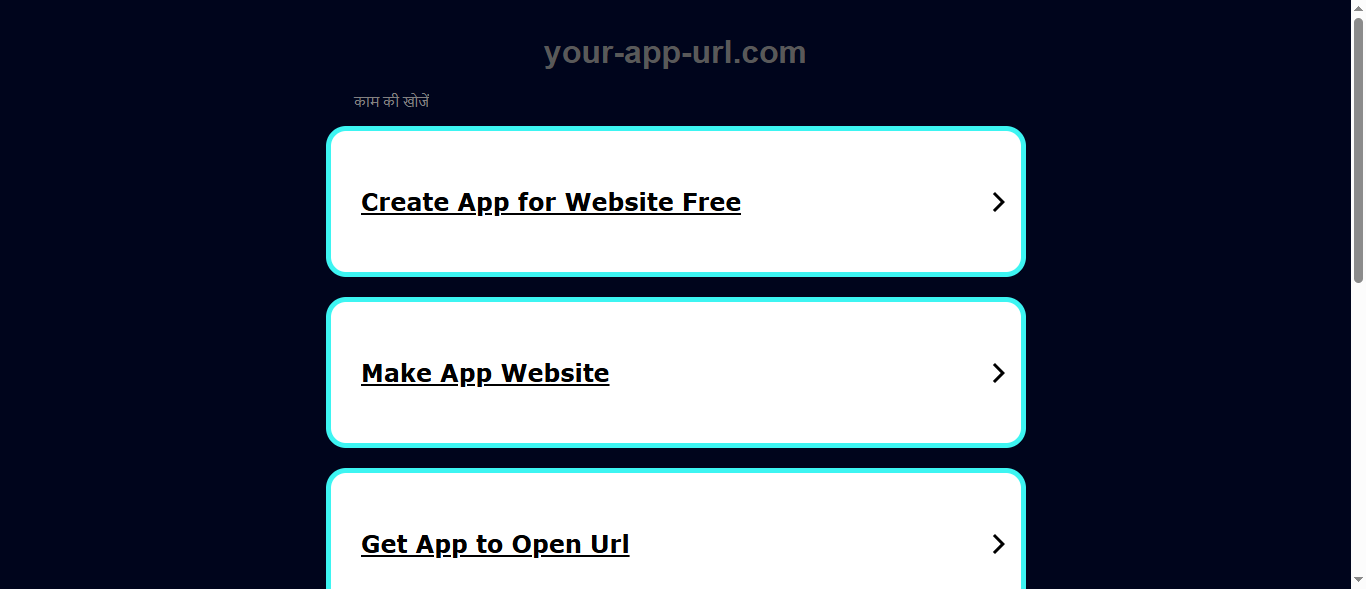 your-app-url.com
काम की खोजें
Create App for Website Free
Make App Website
Get App to Open Url